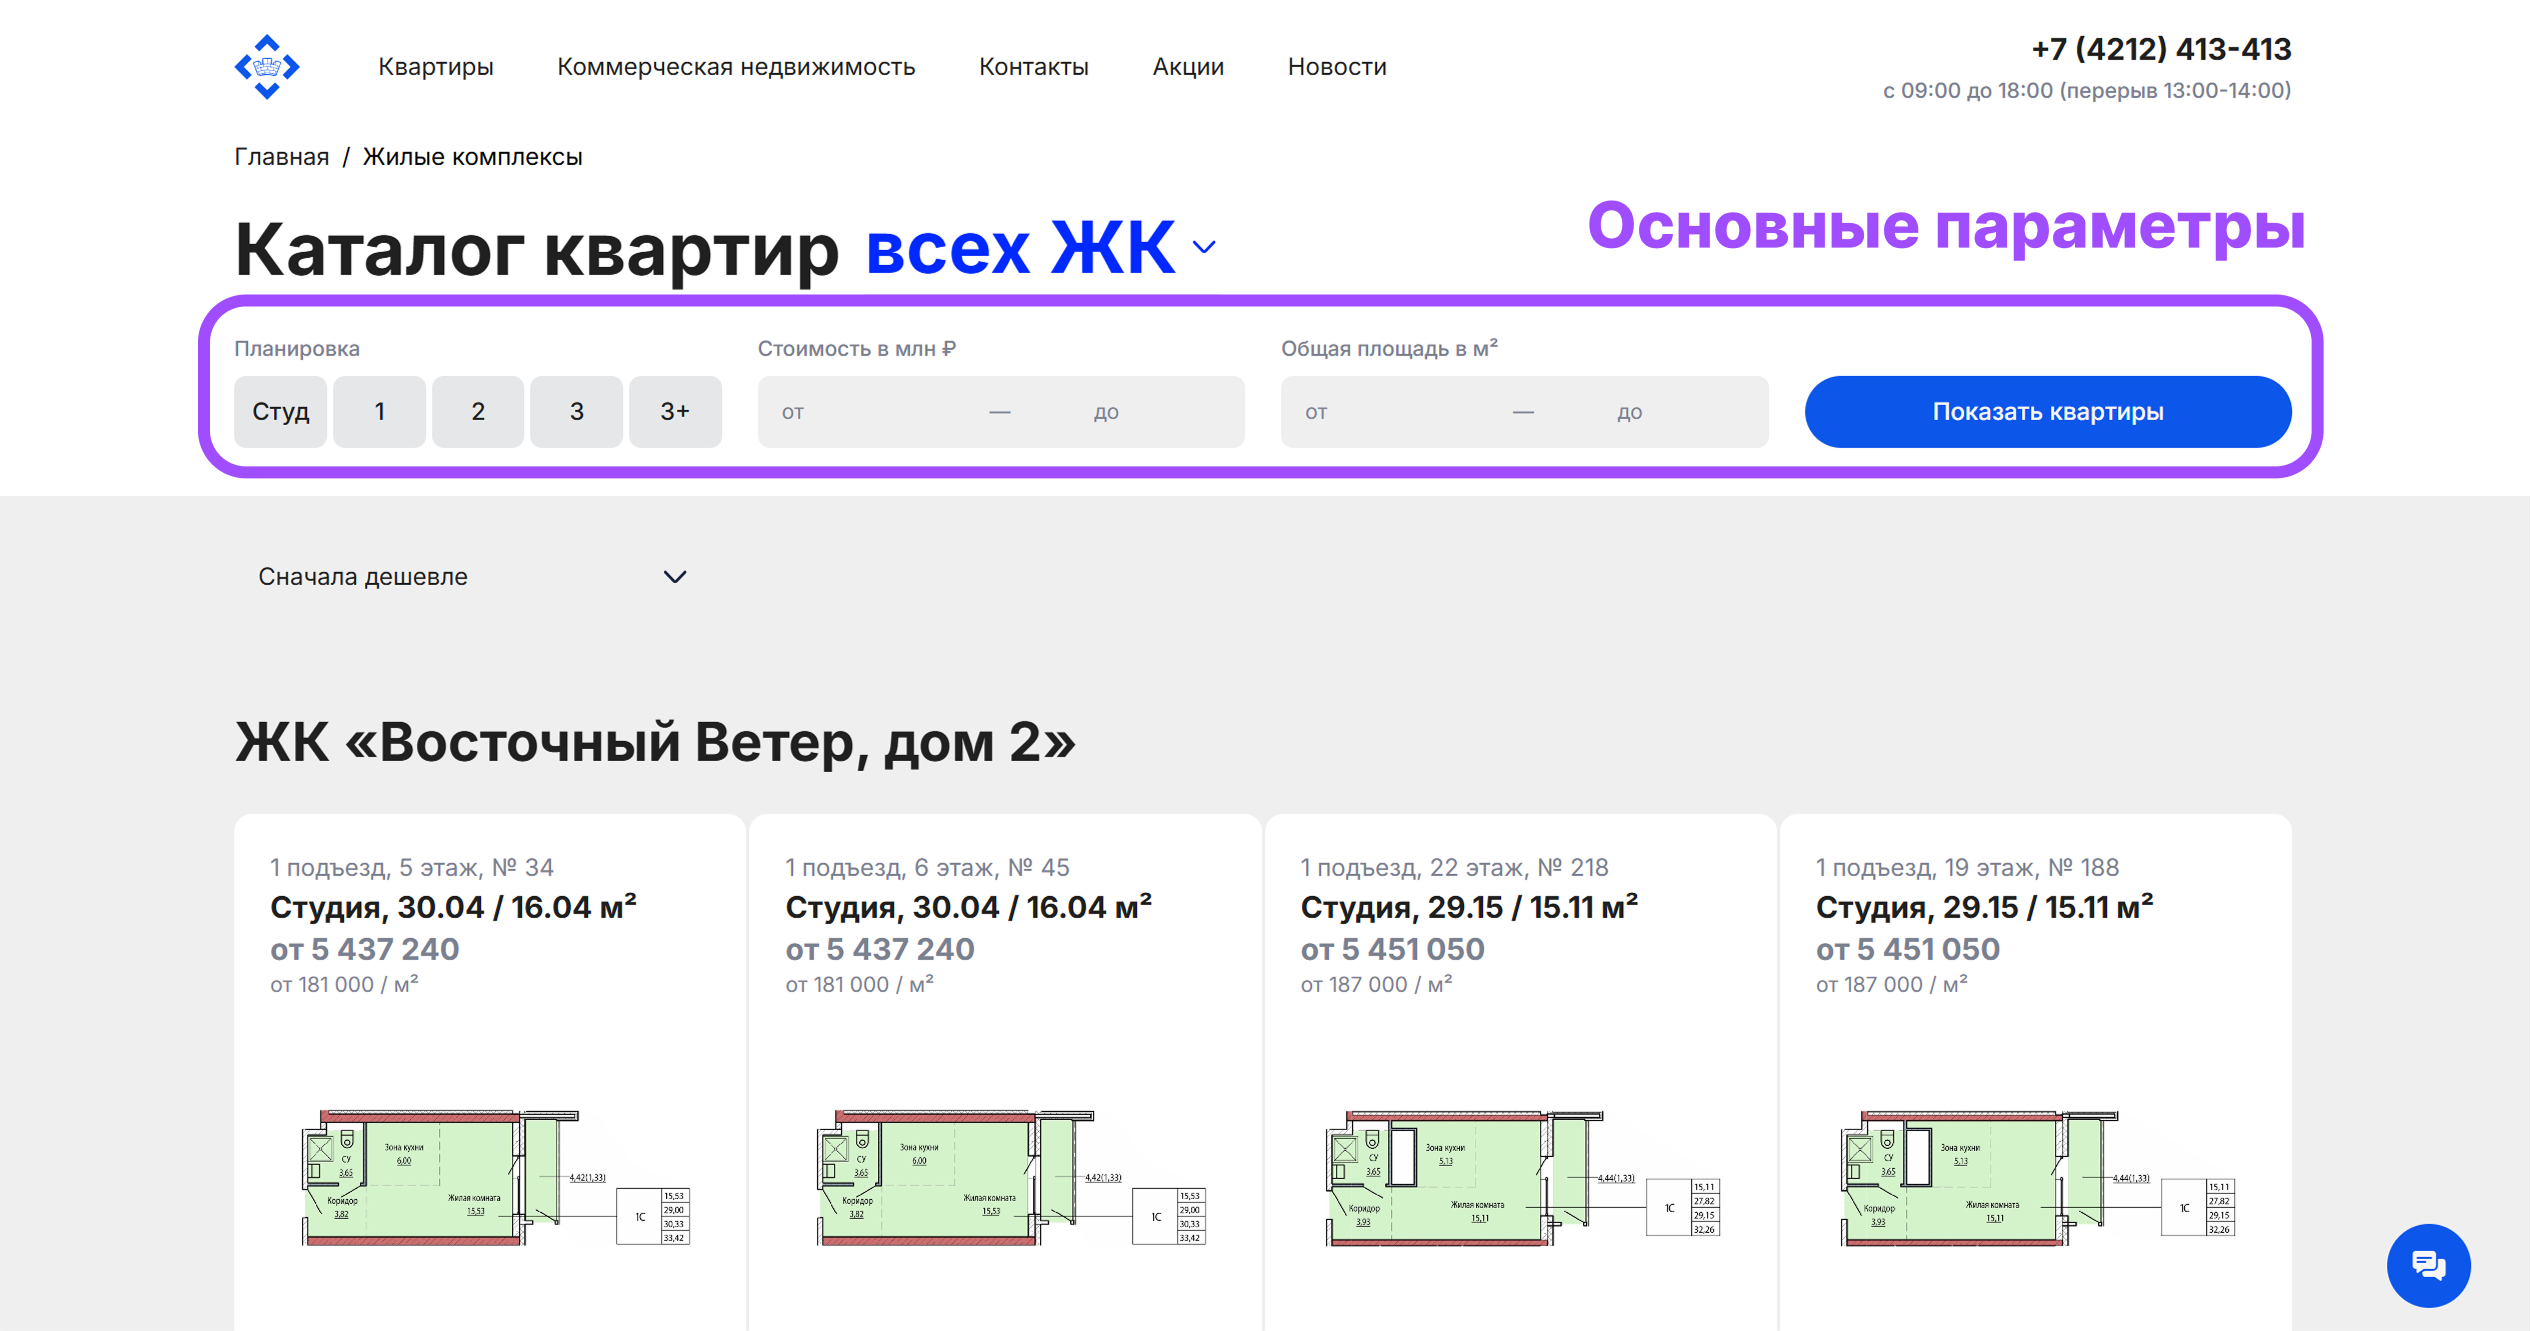 Квартиры Коммерческая недвижимость Контакты Акции Новости
+7 (4212) 413-413
с 09:00 до 18:00 (перерыв 13:00-14:00)
Главная / Жилые комплексы
Каталог квартир всех ЖК
Основные параметры
Планировка Стоимость в млн ₽ Общая площадь в м²
Студ 1 2 3 3+ от — до от — до Показать квартиры
Сначала дешевле
ЖК «Восточный Ветер, дом 2»
1 подъезд, 5 этаж, № 34
Студия, 30.04 / 16.04 м²
от 5 437 240
от 181 000 / м²
Зона кухни
6,00
СУ
3,65
4,42(1,33)
Коридор
3,82
Жилая комната
15,53
1С
15,53
29,00
30,33
33,42
1 подъезд, 6 этаж, № 45
Студия, 30.04 / 16.04 м²
от 5 437 240
от 181 000 / м²
Зона кухни
6,00
СУ
3,65
4,42(1,33)
Коридор
3,82
Жилая комната
15,53
1С
15,53
29,00
30,33
33,42
1 подъезд, 22 этаж, № 218
Студия, 29.15 / 15.11 м²
от 5 451 050
от 187 000 / м²
Зона кухни
5,13
СУ
3,65
4,44(1,33)
Коридор
3,93
Жилая комната
15,11
1С
15,11
27,82
29,15
32,26
1 подъезд, 19 этаж, № 188
Студия, 29.15 / 15.11 м²
от 5 451 050
от 187 000 / м²
Зона кухни
5,13
СУ
3,65
4,44(1,33)
Коридор
3,93
Жилая комната
15,11
1С
15,11
27,82
29,15
32,26